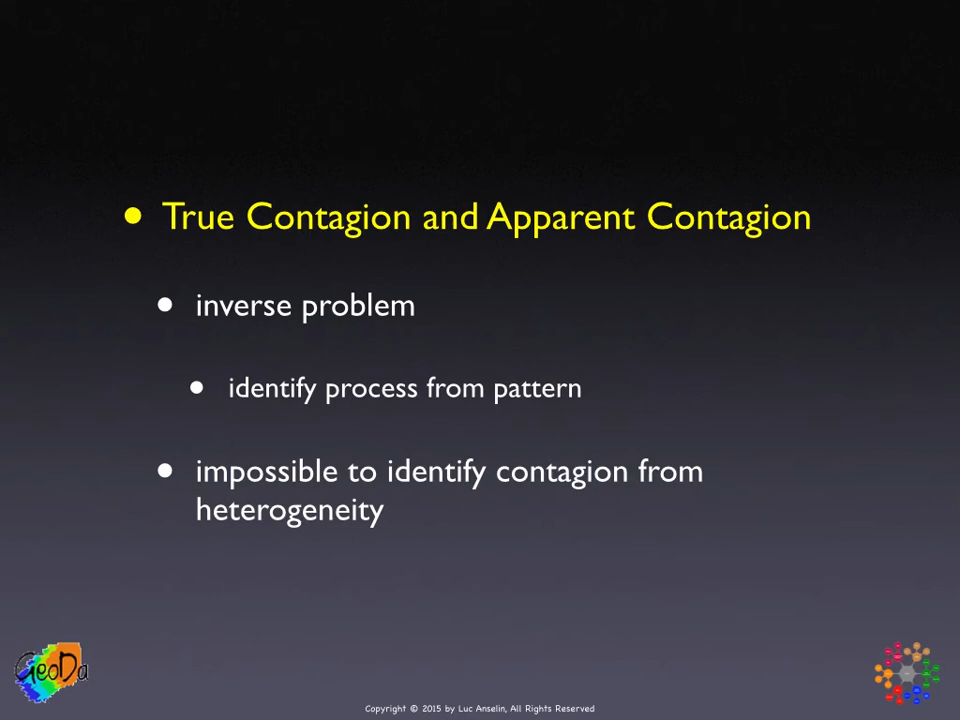 • True Contagion and Apparent Contagion
• inverse problem
• identify process from pattern
• impossible to identify contagion from
heterogeneity
GeoDa
Copyright © 2015 by Luc Anselin, All Rights Reserved